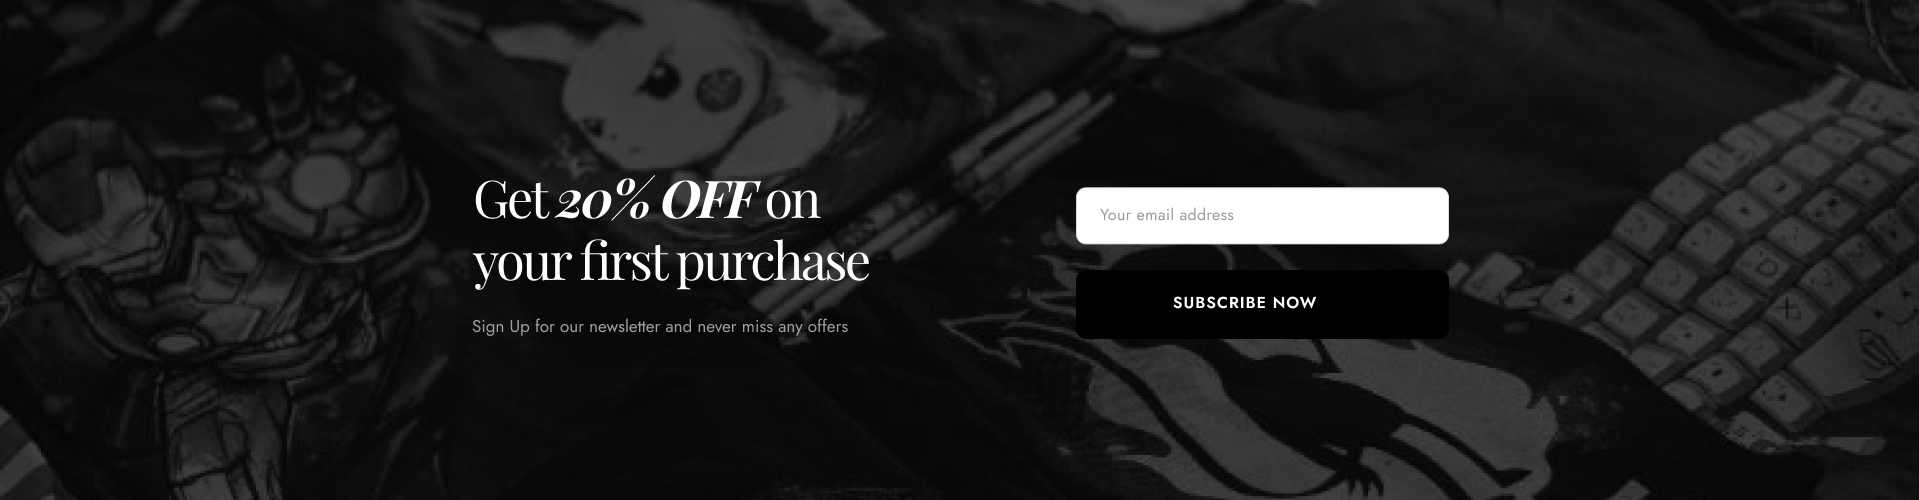 Get 20% OFF on
your first purchase
Sign Up for our newsletter and never miss any offers
Your email address
SUBSCRIBE NOW